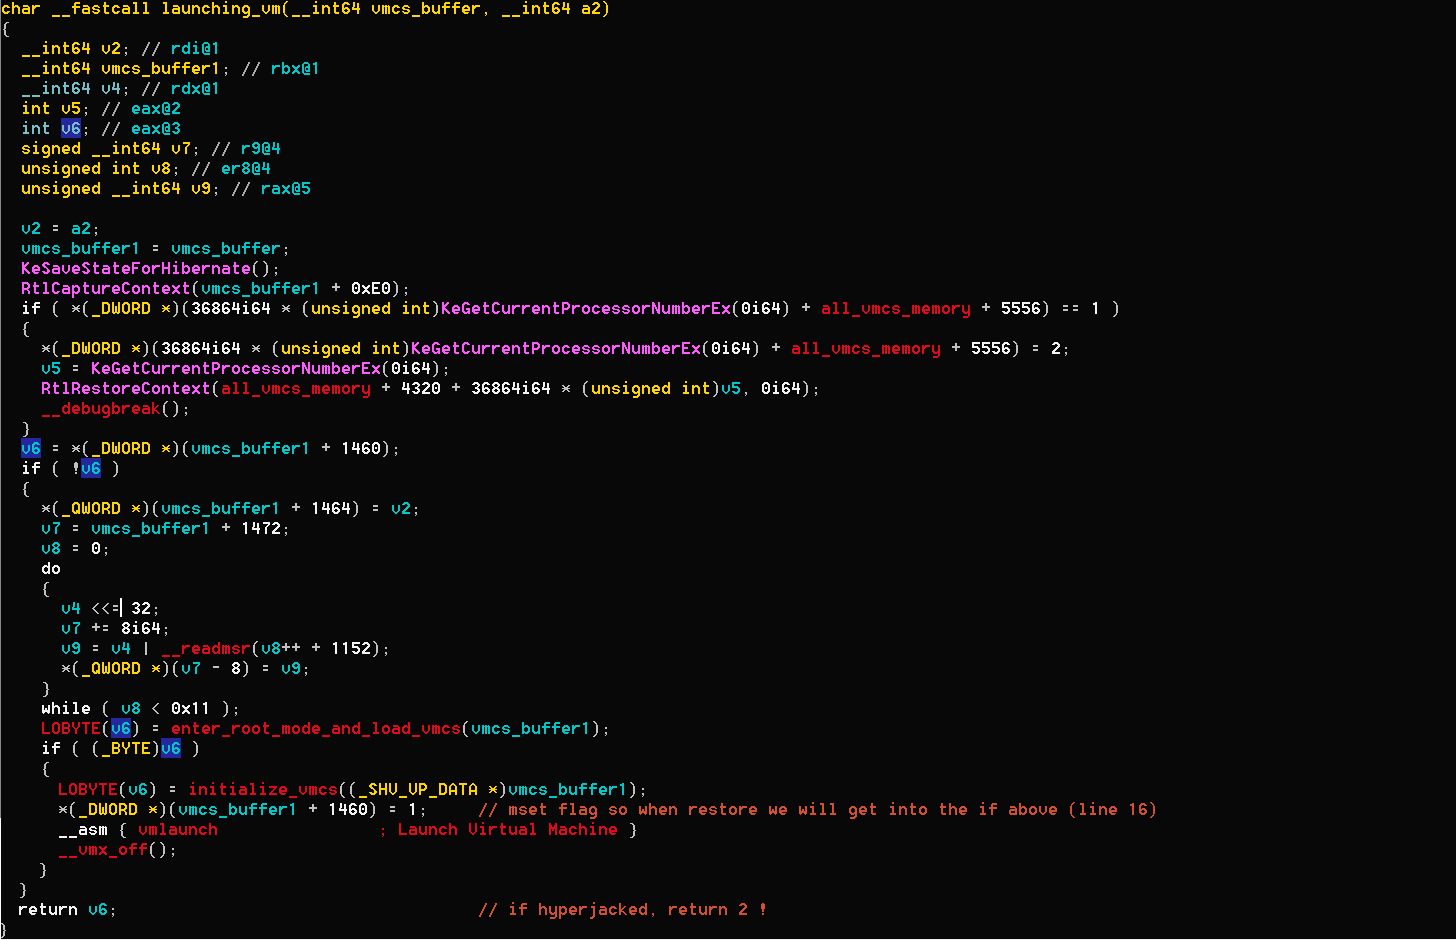 char __fastcall launching_vm(__int64 vmcs_buffer, __int64 a2)
{
  __int64 v2; // rdi@1
  __int64 vmcs_buffer1; // rbx@1
  __int64 v4; // rdx@1
  int v5; // eax@2
  int v6; // eax@3
  signed __int64 v7; // r9@4
  unsigned int v8; // er8@4
  unsigned __int64 v9; // rax@5

  v2 = a2;
  vmcs_buffer1 = vmcs_buffer;
  KeSaveStateForHibernate();
  RtlCaptureContext(vmcs_buffer1 + 0xE0);
  if ( *(_DWORD *)(36864i64 * (unsigned int)KeGetCurrentProcessorNumberEx(0i64) + all_vmcs_memory + 5556) == 1 )
  {
    *(_DWORD *)(36864i64 * (unsigned int)KeGetCurrentProcessorNumberEx(0i64) + all_vmcs_memory + 5556) = 2;
    v5 = KeGetCurrentProcessorNumberEx(0i64);
    RtlRestoreContext(all_vmcs_memory + 4320 + 36864i64 * (unsigned int)v5, 0i64);
    __debugbreak();
  }
  v6 = *(_DWORD *)(vmcs_buffer1 + 1460);
  if ( !v6 )
  {
    *(_QWORD *)(vmcs_buffer1 + 1464) = v2;
    v7 = vmcs_buffer1 + 1472;
    v8 = 0;
    do
    {
      v4 <<= 32;
      v7 += 8i64;
      v9 = v4 | __readmsr(v8++ + 1152);
      *(_QWORD *)(v7 - 8) = v9;
    }
    while ( v8 < 0x11 );
    LOBYTE(v6) = enter_root_mode_and_load_vmcs(vmcs_buffer1);
    if ( (_BYTE)v6 )
    {
      LOBYTE(v6) = initialize_vmcs((_SHV_VP_DATA *)vmcs_buffer1);
      *(_DWORD *)(vmcs_buffer1 + 1460) = 1;     // mset flag so when restore we will get into the if above (line 16)
      __asm { vmlaunch                ; Launch Virtual Machine }
      __vmx_off();
    }
  }
  return v6;                                    // if hyperjacked, return 2 !
}